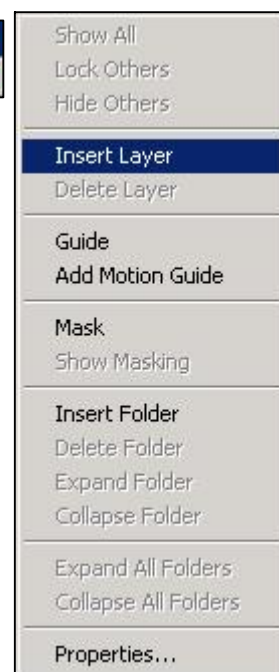 Show All
Lock Others
Hide Others
Insert Layer
Delete Layer
Guide
Add Motion Guide
Mask
Show Masking
Insert Folder
Delete Folder
Expand Folder
Collapse Folder
Expand All Folders
Collapse All Folders
Properties...